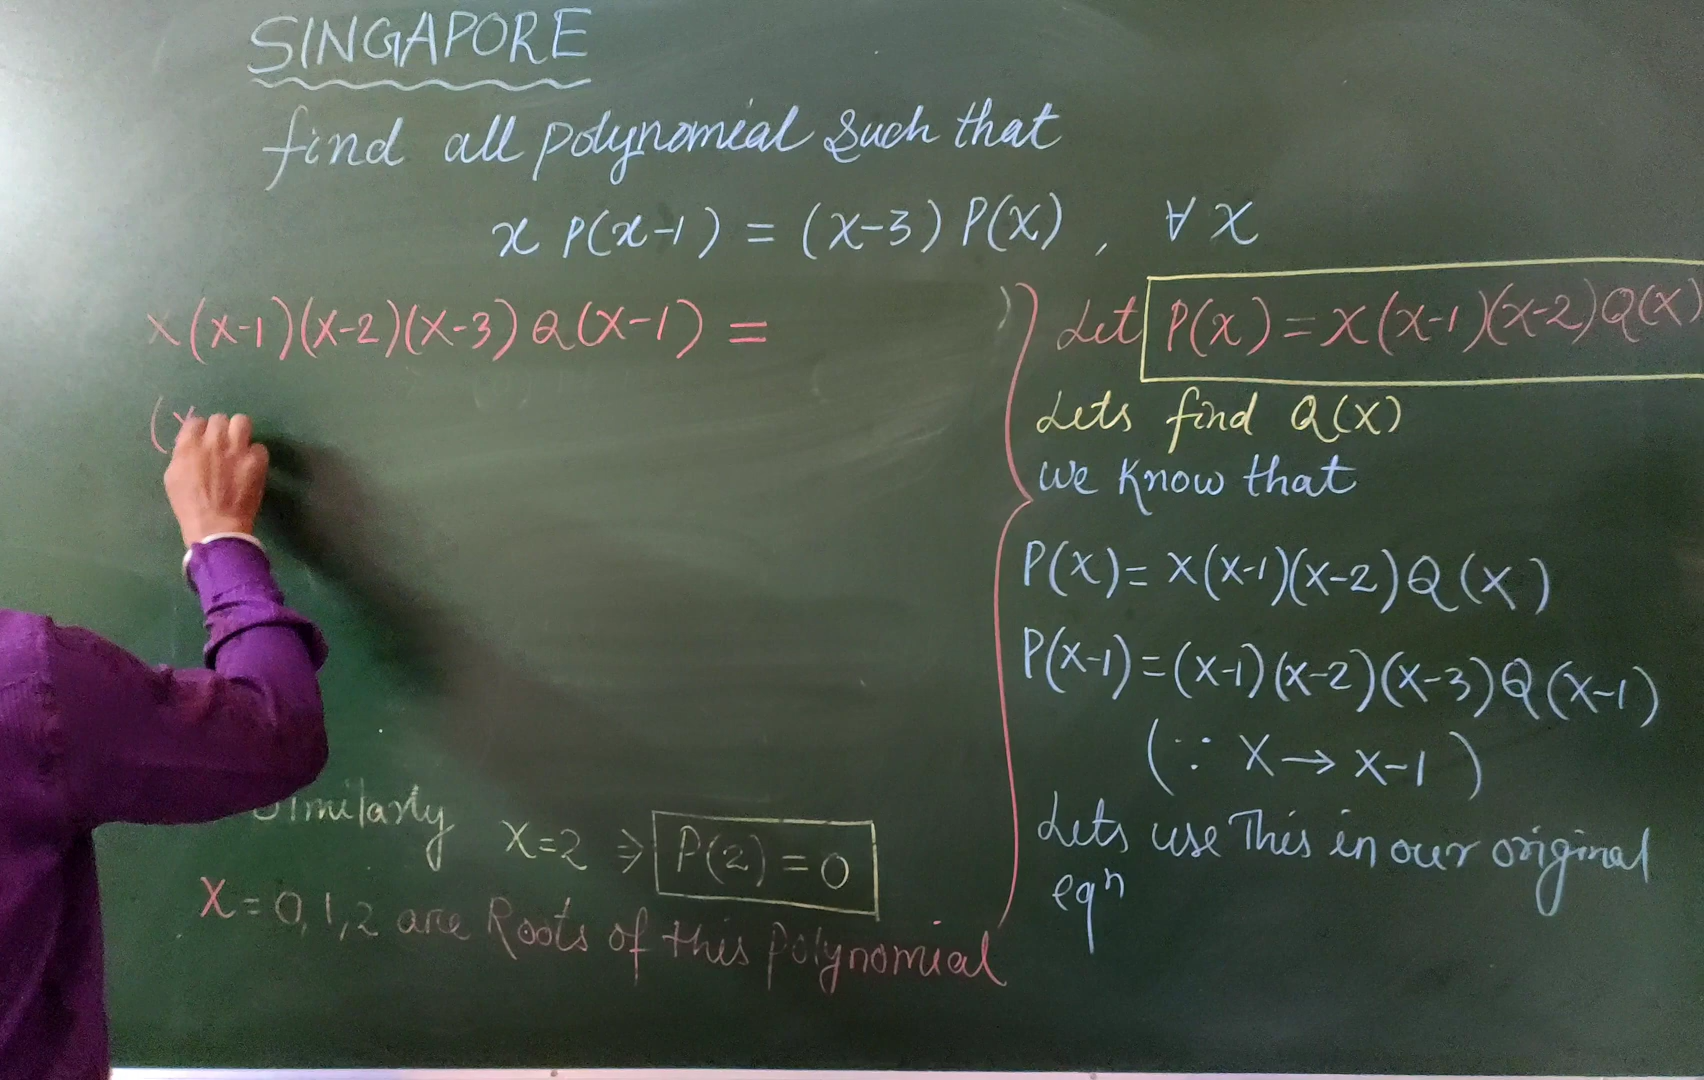 SINGAPORE
find all polynomial such that
x P(x-1) = (x-3) P(x) , ∀ x
x(x-1)(x-2)(x-3) Q(x-1) =
(x
Similarly x=2 ⇒ P(2) = 0
x = 0, 1, 2 are Roots of this polynomial
Let P(x) = x(x-1)(x-2)Q(x)
Lets find Q(x)
we know that
P(x) = x(x-1)(x-2) Q(x)
P(x-1) = (x-1)(x-2)(x-3) Q(x-1)
(∵ x → x-1)
Lets use This in our original
eqⁿ